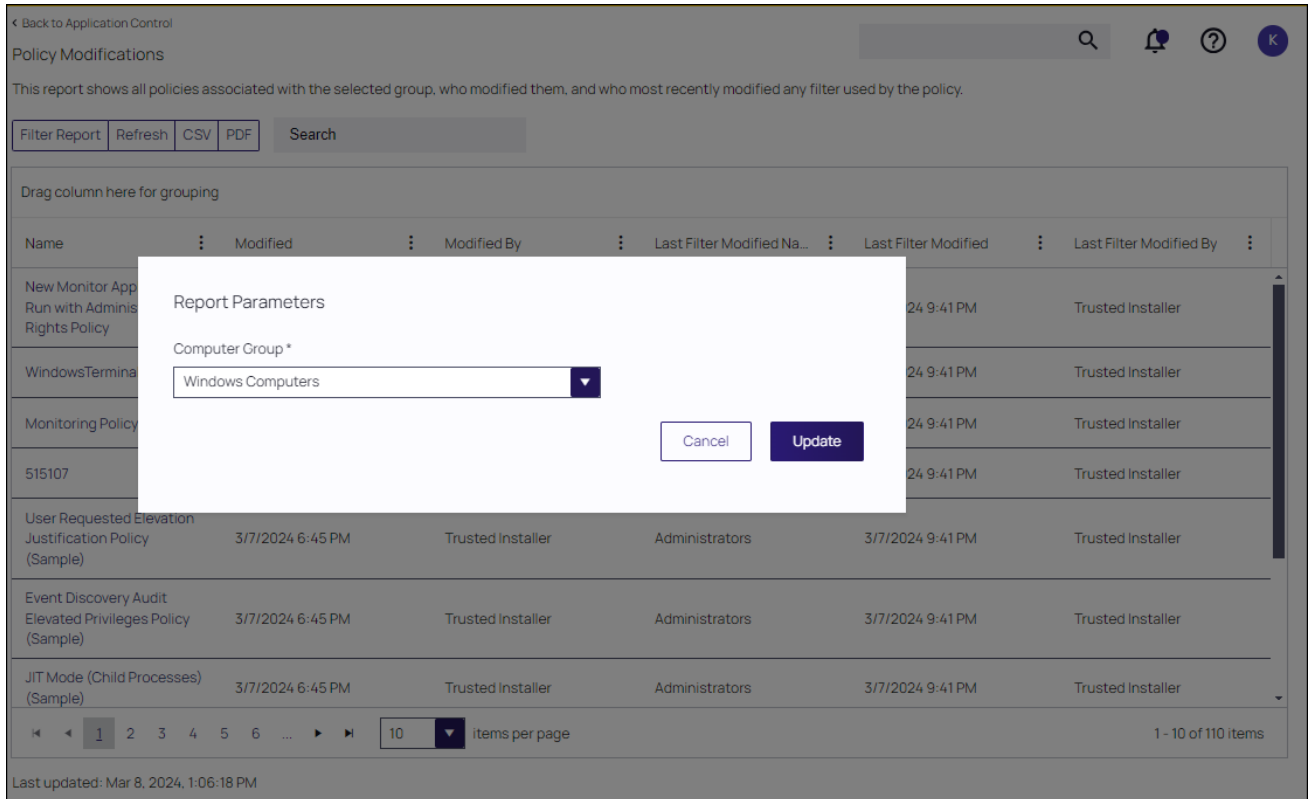 Back to Application Control
Policy Modifications
K
This report shows all policies associated with the selected group, who modified them, and who most recently modified any filter used by the policy.
Filter Report Refresh CSV PDF Search
Drag column here for grouping
Name Modified Modified By Last Filter Modified Na... Last Filter Modified Last Filter Modified By
New Monitor App
Run with Adminis
Rights Policy
24 9:41 PM Trusted Installer
WindowsTermina 24 9:41 PM Trusted Installer
Monitoring Policy 24 9:41 PM Trusted Installer
515107 24 9:41 PM Trusted Installer
Report Parameters
Computer Group *
Windows Computers
Cancel Update
User Requested Elevation
Justification Policy
(Sample)
3/7/2024 6:45 PM Trusted Installer Administrators 3/7/2024 9:41 PM Trusted Installer
Event Discovery Audit
Elevated Privileges Policy
(Sample)
3/7/2024 6:45 PM Trusted Installer Administrators 3/7/2024 9:41 PM Trusted Installer
JIT Mode (Child Processes)
(Sample)
3/7/2024 6:45 PM Trusted Installer Administrators 3/7/2024 9:41 PM Trusted Installer
1 2 3 4 5 6 ... 10 items per page 1 - 10 of 110 items
Last updated: Mar 8, 2024, 1:06:18 PM